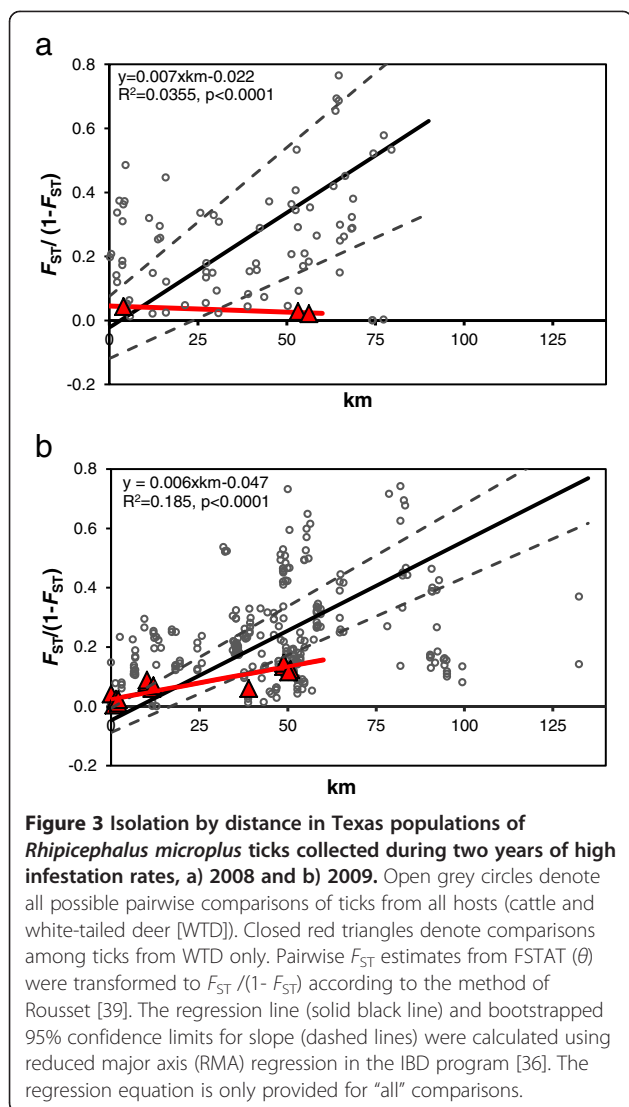 a
y=0.007xkm-0.022
R²=0.0355, p<0.0001
0.8
0.6
0.4
0.2
0.0
-0.2
F_ST/ (1-F_ST)
0
25
50
75
100
125
km
b
y = 0.006xkm-0.047
R²=0.185, p<0.0001
0.8
0.6
0.4
0.2
0.0
-0.2
F_ST/(1-F_ST)
0
25
50
75
100
125
km
Figure 3 Isolation by distance in Texas populations of
Rhipicephalus microplus ticks collected during two years of high
infestation rates, a) 2008 and b) 2009. Open grey circles denote
all possible pairwise comparisons of ticks from all hosts (cattle and
white-tailed deer [WTD]). Closed red triangles denote comparisons
among ticks from WTD only. Pairwise F_ST estimates from FSTAT (θ)
were transformed to F_ST /(1- F_ST) according to the method of
Rousset [39]. The regression line (solid black line) and bootstrapped
95% confidence limits for slope (dashed lines) were calculated using
reduced major axis (RMA) regression in the IBD program [36]. The
regression equation is only provided for “all” comparisons.